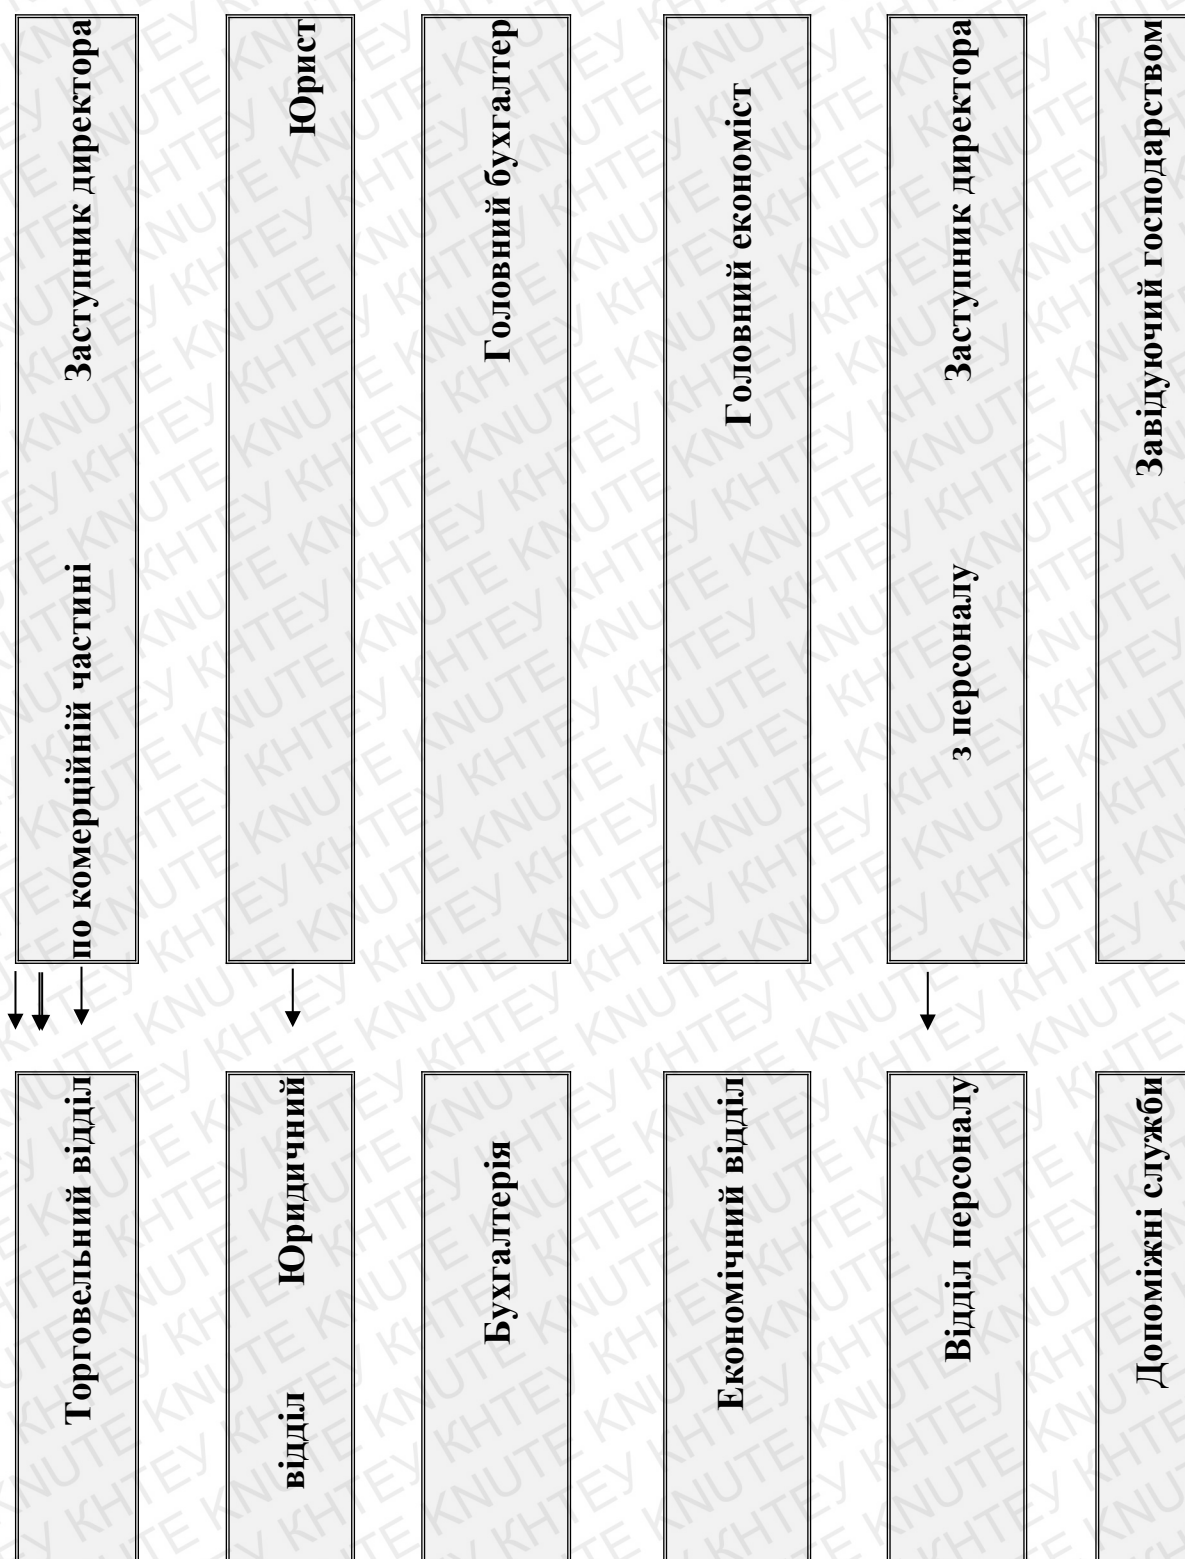 Заступник директора
по комерційній частині
Юрист
Головний бухгалтер
Головний економіст
Заступник директора
з персоналу
Завідуючий господарством
Торговельний відділ
Юридичний
відділ
Бухгалтерія
Економічний відділ
Відділ персоналу
Допоміжні служби